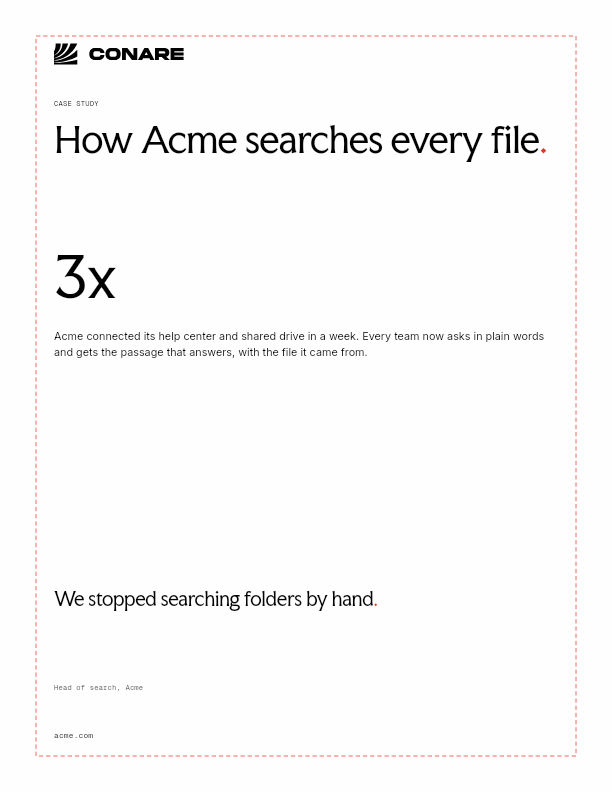 CONARE
CASE STUDY
How Acme searches every file.
3x
Acme connected its help center and shared drive in a week. Every team now asks in plain words
and gets the passage that answers, with the file it came from.
We stopped searching folders by hand.
Head of search, Acme
acme.com